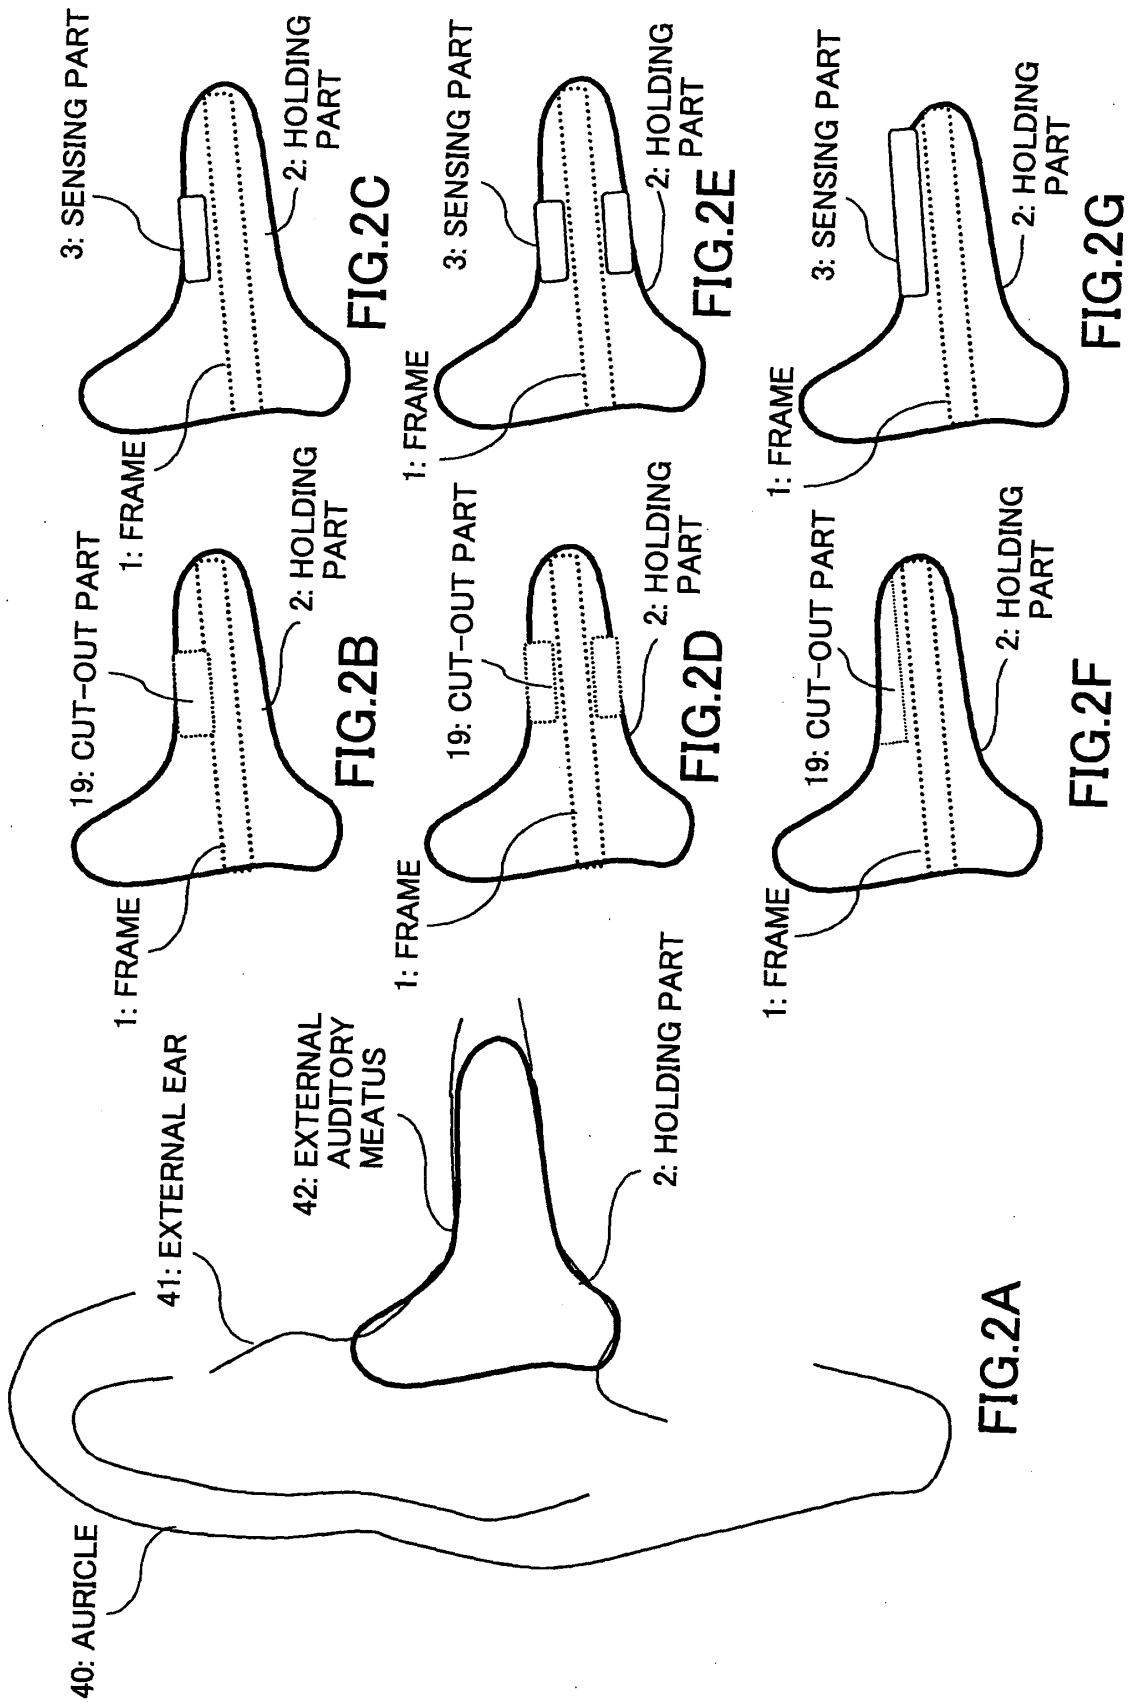 40: AURICLE
41: EXTERNAL EAR
42: EXTERNAL
AUDITORY
MEATUS
2: HOLDING PART
FIG.2A
1: FRAME
19: CUT-OUT PART
2: HOLDING
PART
FIG.2B
1: FRAME
3: SENSING PART
2: HOLDING
PART
FIG.2C
1: FRAME
19: CUT-OUT PART
2: HOLDING
PART
FIG.2D
1: FRAME
3: SENSING PART
2: HOLDING
PART
FIG.2E
1: FRAME
19: CUT-OUT PART
2: HOLDING
PART
FIG.2F
1: FRAME
3: SENSING PART
2: HOLDING
PART
FIG.2G